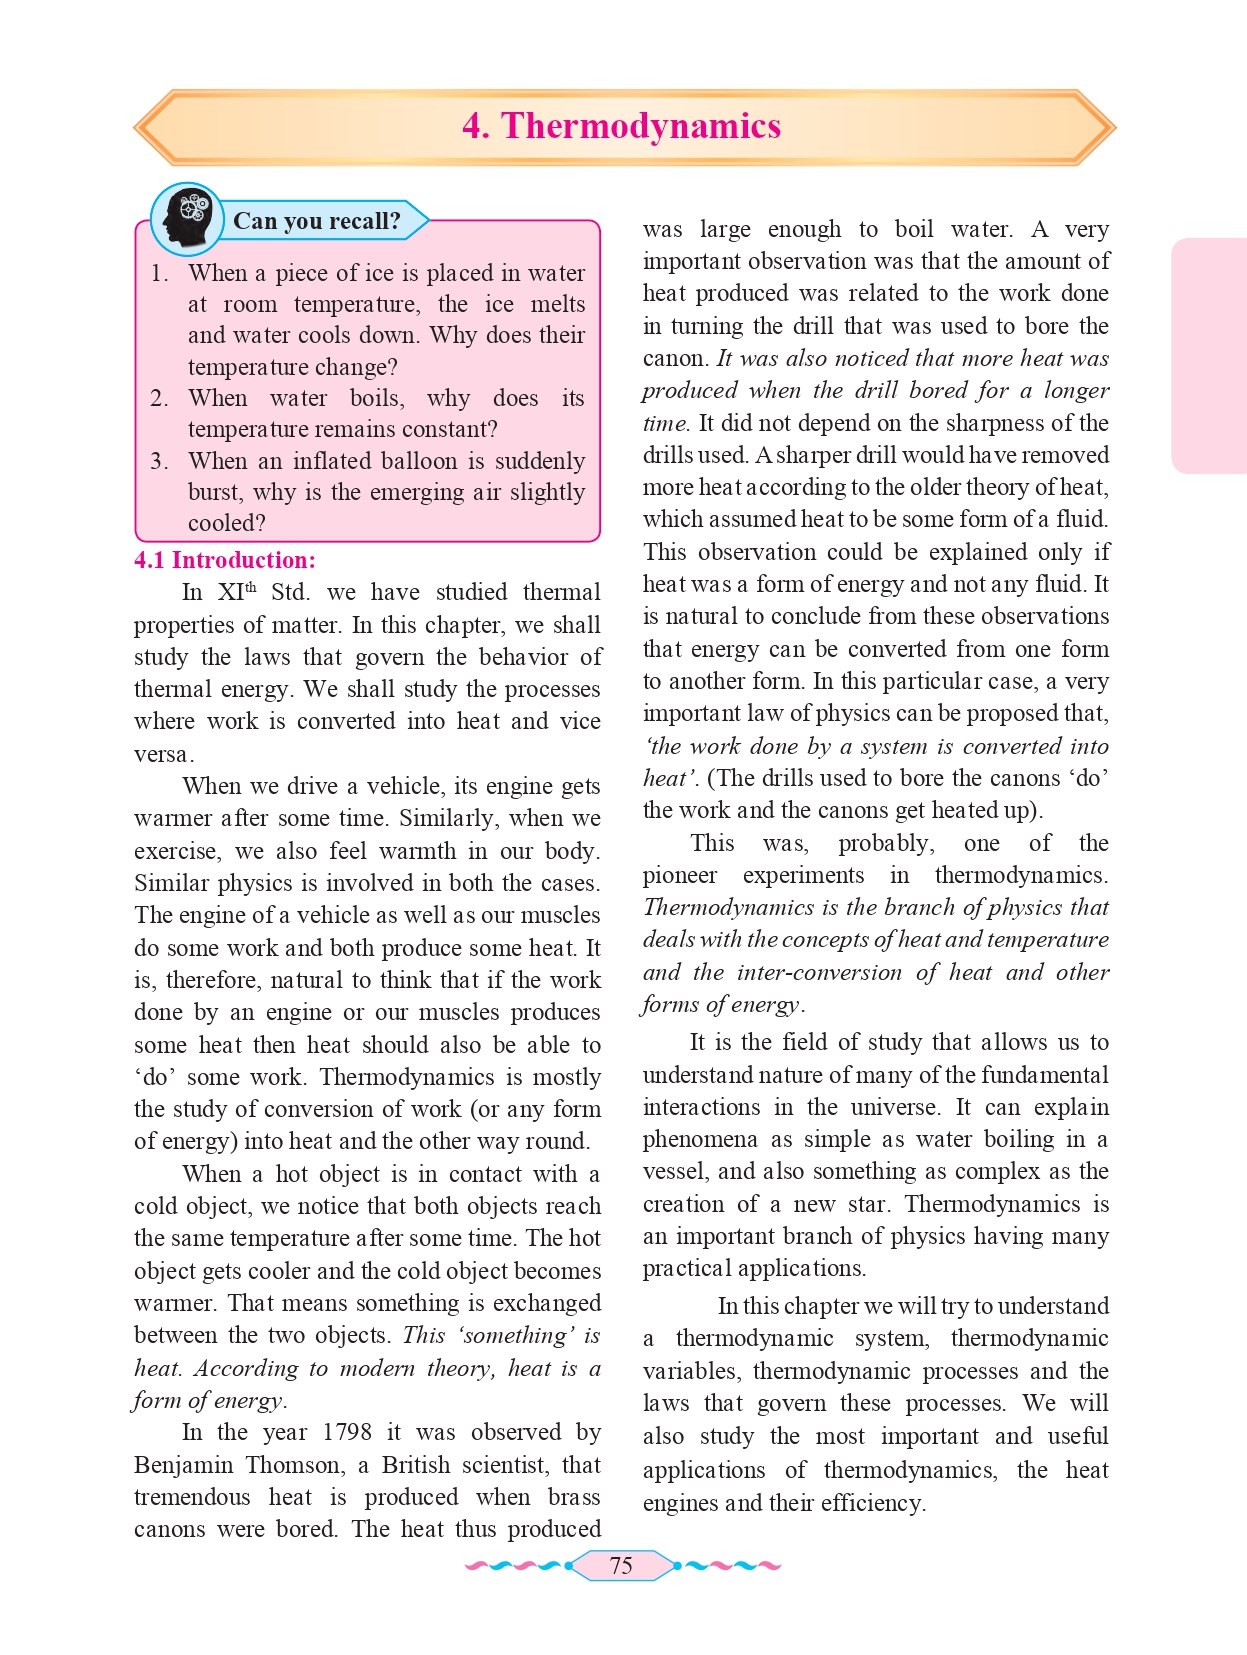 4. Thermodynamics
Can you recall?
1. When a piece of ice is placed in water
at room temperature, the ice melts
and water cools down. Why does their
temperature change?
2. When water boils, why does its
temperature remains constant?
3. When an inflated balloon is suddenly
burst, why is the emerging air slightly
cooled?
4.1 Introduction:
In XIth Std. we have studied thermal
properties of matter. In this chapter, we shall
study the laws that govern the behavior of
thermal energy. We shall study the processes
where work is converted into heat and vice
versa.
When we drive a vehicle, its engine gets
warmer after some time. Similarly, when we
exercise, we also feel warmth in our body.
Similar physics is involved in both the cases.
The engine of a vehicle as well as our muscles
do some work and both produce some heat. It
is, therefore, natural to think that if the work
done by an engine or our muscles produces
some heat then heat should also be able to
‘do’ some work. Thermodynamics is mostly
the study of conversion of work (or any form
of energy) into heat and the other way round.
When a hot object is in contact with a
cold object, we notice that both objects reach
the same temperature after some time. The hot
object gets cooler and the cold object becomes
warmer. That means something is exchanged
between the two objects. This ‘something’ is
heat. According to modern theory, heat is a
form of energy.
In the year 1798 it was observed by
Benjamin Thomson, a British scientist, that
tremendous heat is produced when brass
canons were bored. The heat thus produced
was large enough to boil water. A very
important observation was that the amount of
heat produced was related to the work done
in turning the drill that was used to bore the
canon. It was also noticed that more heat was
produced when the drill bored for a longer
time. It did not depend on the sharpness of the
drills used. A sharper drill would have removed
more heat according to the older theory of heat,
which assumed heat to be some form of a fluid.
This observation could be explained only if
heat was a form of energy and not any fluid. It
is natural to conclude from these observations
that energy can be converted from one form
to another form. In this particular case, a very
important law of physics can be proposed that,
‘the work done by a system is converted into
heat’. (The drills used to bore the canons ‘do’
the work and the canons get heated up).
This was, probably, one of the
pioneer experiments in thermodynamics.
Thermodynamics is the branch of physics that
deals with the concepts of heat and temperature
and the inter-conversion of heat and other
forms of energy.
It is the field of study that allows us to
understand nature of many of the fundamental
interactions in the universe. It can explain
phenomena as simple as water boiling in a
vessel, and also something as complex as the
creation of a new star. Thermodynamics is
an important branch of physics having many
practical applications.
In this chapter we will try to understand
a thermodynamic system, thermodynamic
variables, thermodynamic processes and the
laws that govern these processes. We will
also study the most important and useful
applications of thermodynamics, the heat
engines and their efficiency.
75